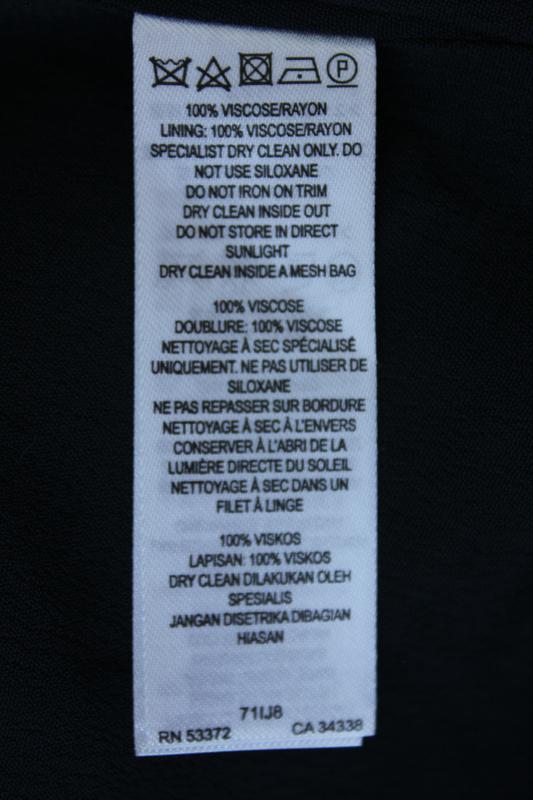 P
100% VISCOSE/RAYON
LINING: 100% VISCOSE/RAYON
SPECIALIST DRY CLEAN ONLY. DO
NOT USE SILOXANE
DO NOT IRON ON TRIM
DRY CLEAN INSIDE OUT
DO NOT STORE IN DIRECT
SUNLIGHT
DRY CLEAN INSIDE A MESH BAG
100% VISCOSE
DOUBLURE: 100% VISCOSE
NETTOYAGE À SEC SPÉCIALISÉ
UNIQUEMENT. NE PAS UTILISER DE
SILOXANE
NE PAS REPASSER SUR BORDURE
NETTOYAGE À SEC À L'ENVERS
CONSERVER À L'ABRI DE LA
LUMIÈRE DIRECTE DU SOLEIL
NETTOYAGE À SEC DANS UN
FILET À LINGE
100% VISKOS
LAPISAN: 100% VISKOS
DRY CLEAN DILAKUKAN OLEH
SPESIALIS
JANGAN DISETRIKA DIBAGIAN
HIASAN
71IJ8
RN 53372 CA 34338